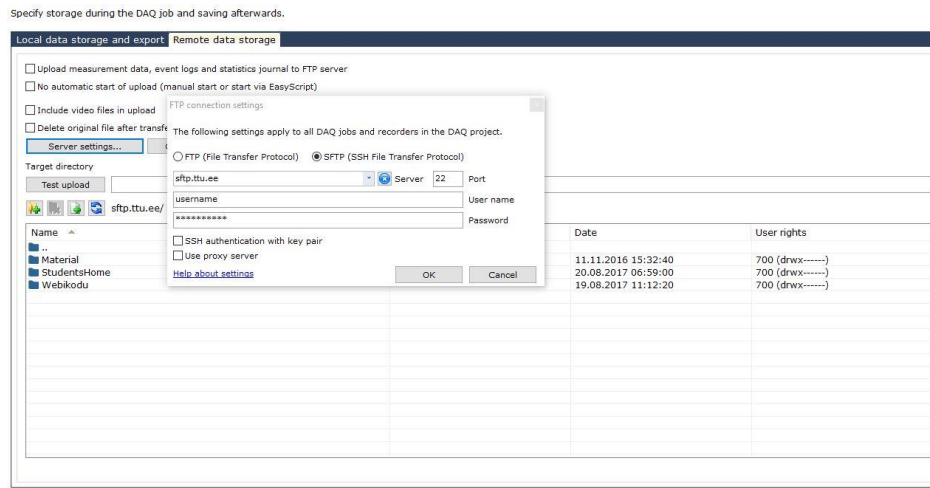 Specify storage during the DAQ job and saving afterwards.
Local data storage and export Remote data storage
Upload measurement data, event logs and statistics journal to FTP server
No automatic start of upload (manual start or start via EasyScript)
Include video files in upload
Delete original file after
Server settings...
Target directory
Test upload
sftp.ttu.ee/
FTP connection settings
The following settings apply to all DAQ jobs and recorders in the DAQ project.
FTP (File Transfer Protocol) SFTP (SSH File Transfer Protocol)
sftp.ttu.ee Server 22 Port
username User name
********** Password
SSH authentication with key pair
Use proxy server
Help about settings OK Cancel
Name Date User rights
..
Material 11.11.2016 15:32:40 700 (drwx------)
StudentsHome 20.08.2017 06:59:00 700 (drwx------)
Webikodu 19.08.2017 11:12:20 700 (drwx------)